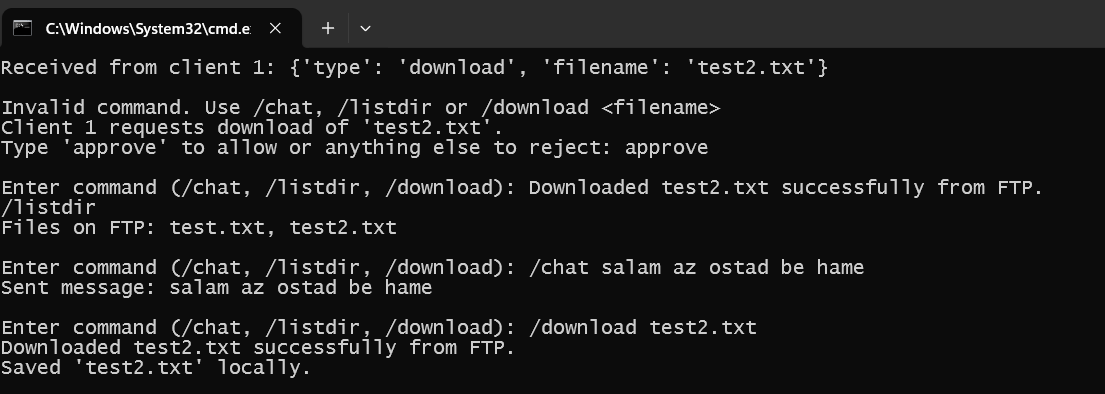 C:\Windows\System32\cmd.e
Received from client 1: {'type': 'download', 'filename': 'test2.txt'}
Invalid command. Use /chat, /listdir or /download <filename>
Client 1 requests download of 'test2.txt'.
Type 'approve' to allow or anything else to reject: approve
Enter command (/chat, /listdir, /download): Downloaded test2.txt successfully from FTP.
/listdir
Files on FTP: test.txt, test2.txt
Enter command (/chat, /listdir, /download): /chat salam az ostad be hame
Sent message: salam az ostad be hame
Enter command (/chat, /listdir, /download): /download test2.txt
Downloaded test2.txt successfully from FTP.
Saved 'test2.txt' locally.